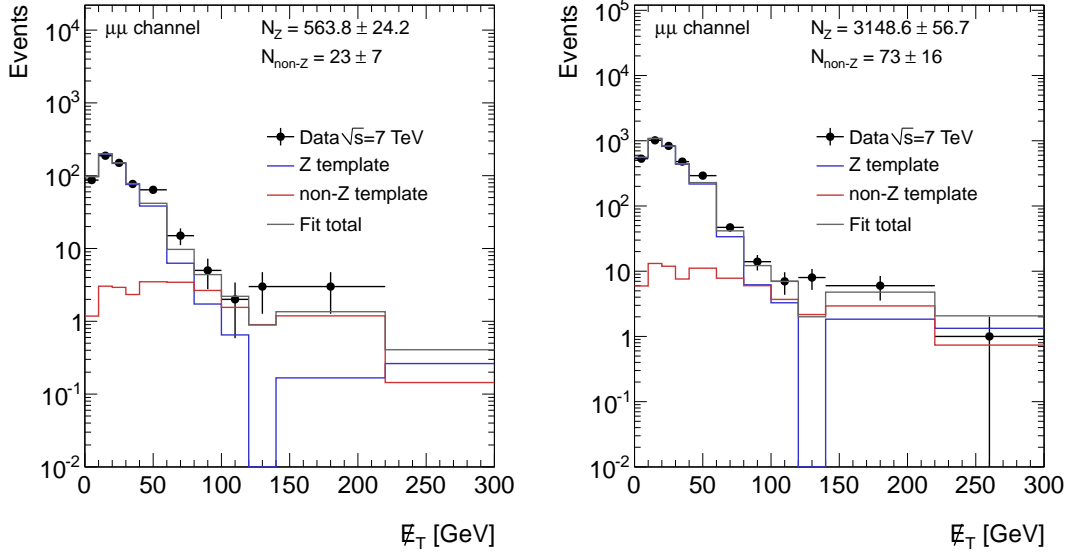 Events
μμ channel
N_Z = 563.8 ± 24.2
N_non-Z = 23 ± 7
Data √s=7 TeV
Z template
non-Z template
Fit total
10^4
10^3
10^2
10
1
10^-1
10^-2
0 50 100 150 200 250 300
E̸_T [GeV]
Events
μμ channel
N_Z = 3148.6 ± 56.7
N_non-Z = 73 ± 16
Data √s=7 TeV
Z template
non-Z template
Fit total
10^5
10^4
10^3
10^2
10
1
10^-1
10^-2
0 50 100 150 200 250 300
E̸_T [GeV]